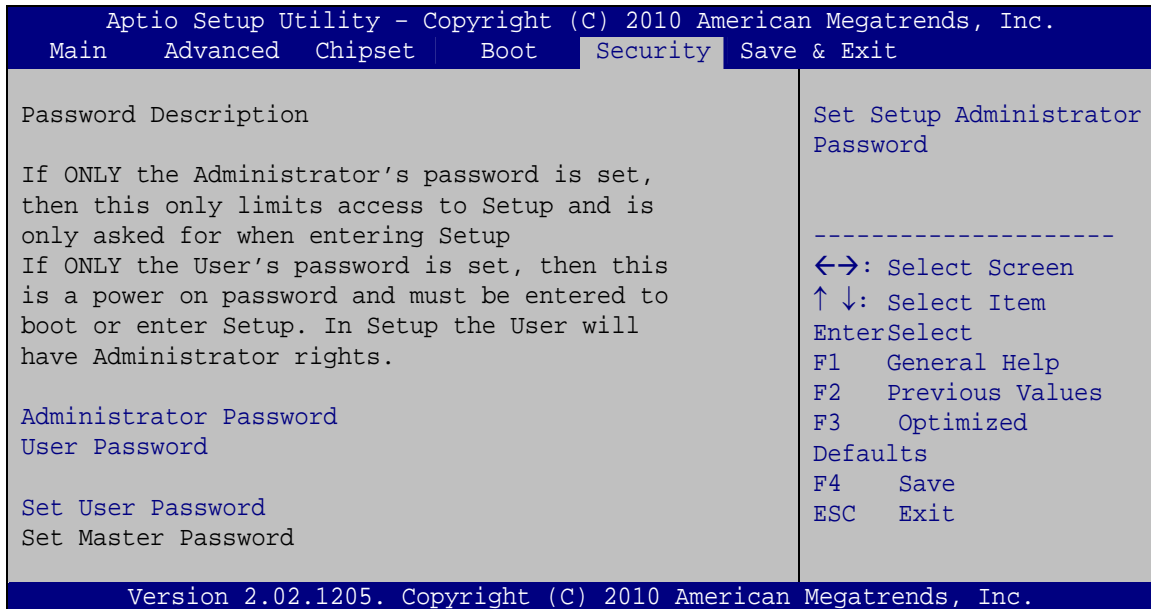 Aptio Setup Utility – Copyright (C) 2010 American Megatrends, Inc.
Main Advanced Chipset Boot Security Save & Exit
Password Description
If ONLY the Administrator’s password is set,
then this only limits access to Setup and is
only asked for when entering Setup
If ONLY the User’s password is set, then this
is a power on password and must be entered to
boot or enter Setup. In Setup the User will
have Administrator rights.
Administrator Password
User Password
Set User Password
Set Master Password
Set Setup Administrator
Password
---------------------
←→: Select Screen
↑ ↓: Select Item
EnterSelect
F1 General Help
F2 Previous Values
F3 Optimized
Defaults
F4 Save
ESC Exit
Version 2.02.1205. Copyright (C) 2010 American Megatrends, Inc.